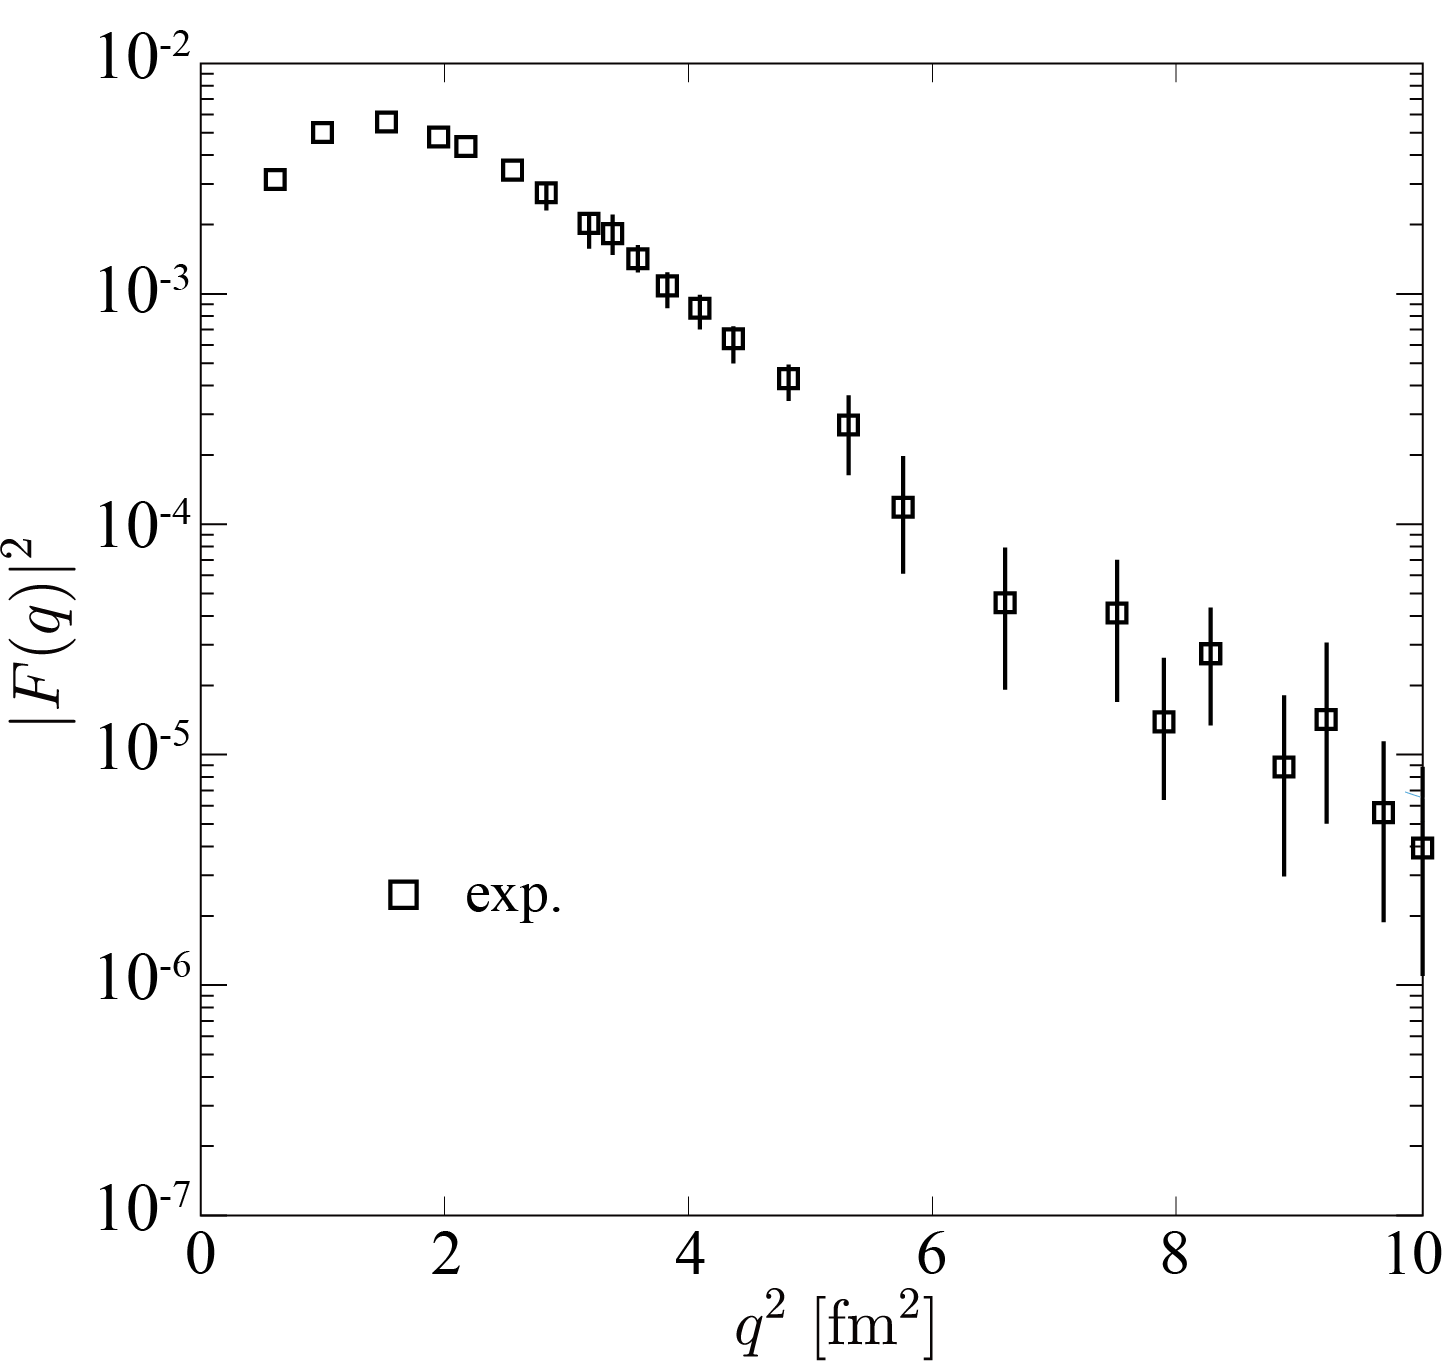 10⁻²
10⁻³
10⁻⁴
10⁻⁵
10⁻⁶
10⁻⁷
|F(q)|²
exp.
0 2 4 6 8 10
q² [fm²]